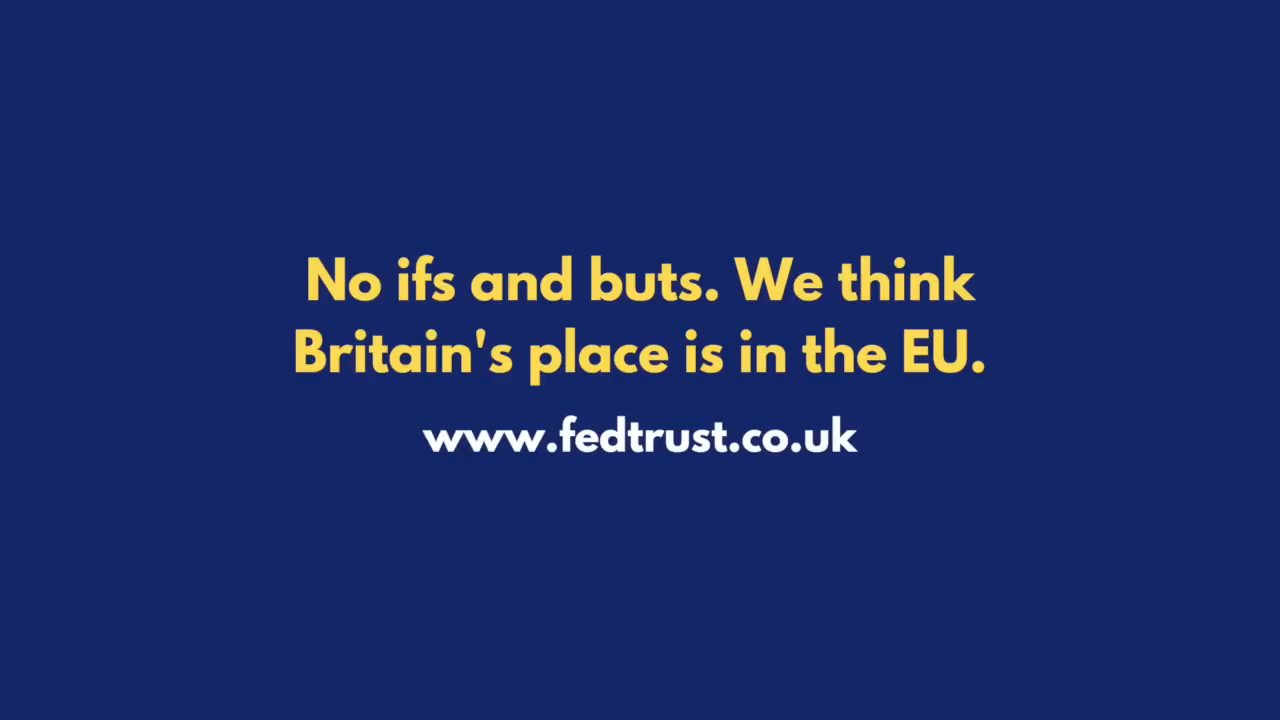 No ifs and buts. We think
Britain's place is in the EU.
www.fedtrust.co.uk